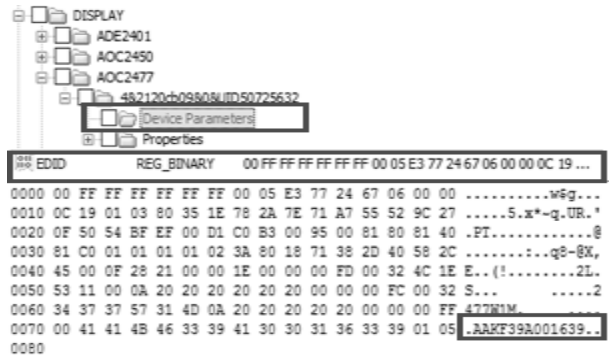 DISPLAY
ADE2401
AOC2450
AOC2477
4&2120cb09&0&UID50725632
Device Parameters
Properties
EDID REG_BINARY 00 FF FF FF FF FF FF 00 05 E3 77 24 67 06 00 00 0C 19 ...
0000 00 FF FF FF FF FF FF 00 05 E3 77 24 67 06 00 00 ..........w$g...
0010 0C 19 01 03 80 35 1E 78 2A 7E 71 A7 55 52 9C 27 .....5.x*~q.UR.'
0020 0F 50 54 BF EF 00 D1 C0 B3 00 95 00 81 80 81 40 .PT............@
0030 81 C0 01 01 01 01 02 3A 80 18 71 38 2D 40 58 2C .......:..q8-@X,
0040 45 00 0F 28 21 00 00 1E 00 00 00 FD 00 32 4C 1E E..(!........2L.
0050 53 11 00 0A 20 20 20 20 20 20 00 00 00 FC 00 32 S... .....2
0060 34 37 37 57 31 4D 0A 20 20 20 20 20 00 00 00 FF 477W1M. ....
0070 00 41 41 4B 46 33 39 41 30 30 31 36 33 39 01 05 .AAKF39A001639..
0080